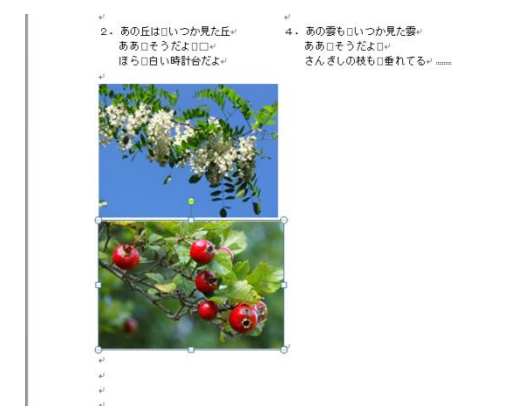 ２．あの丘は□いつか見た丘
ああ□そうだよ□□
ほら□白い時計台だよ
４．あの雲も□いつか見た雲
ああ□そうだよ□
さんざしの枝も□垂れてる